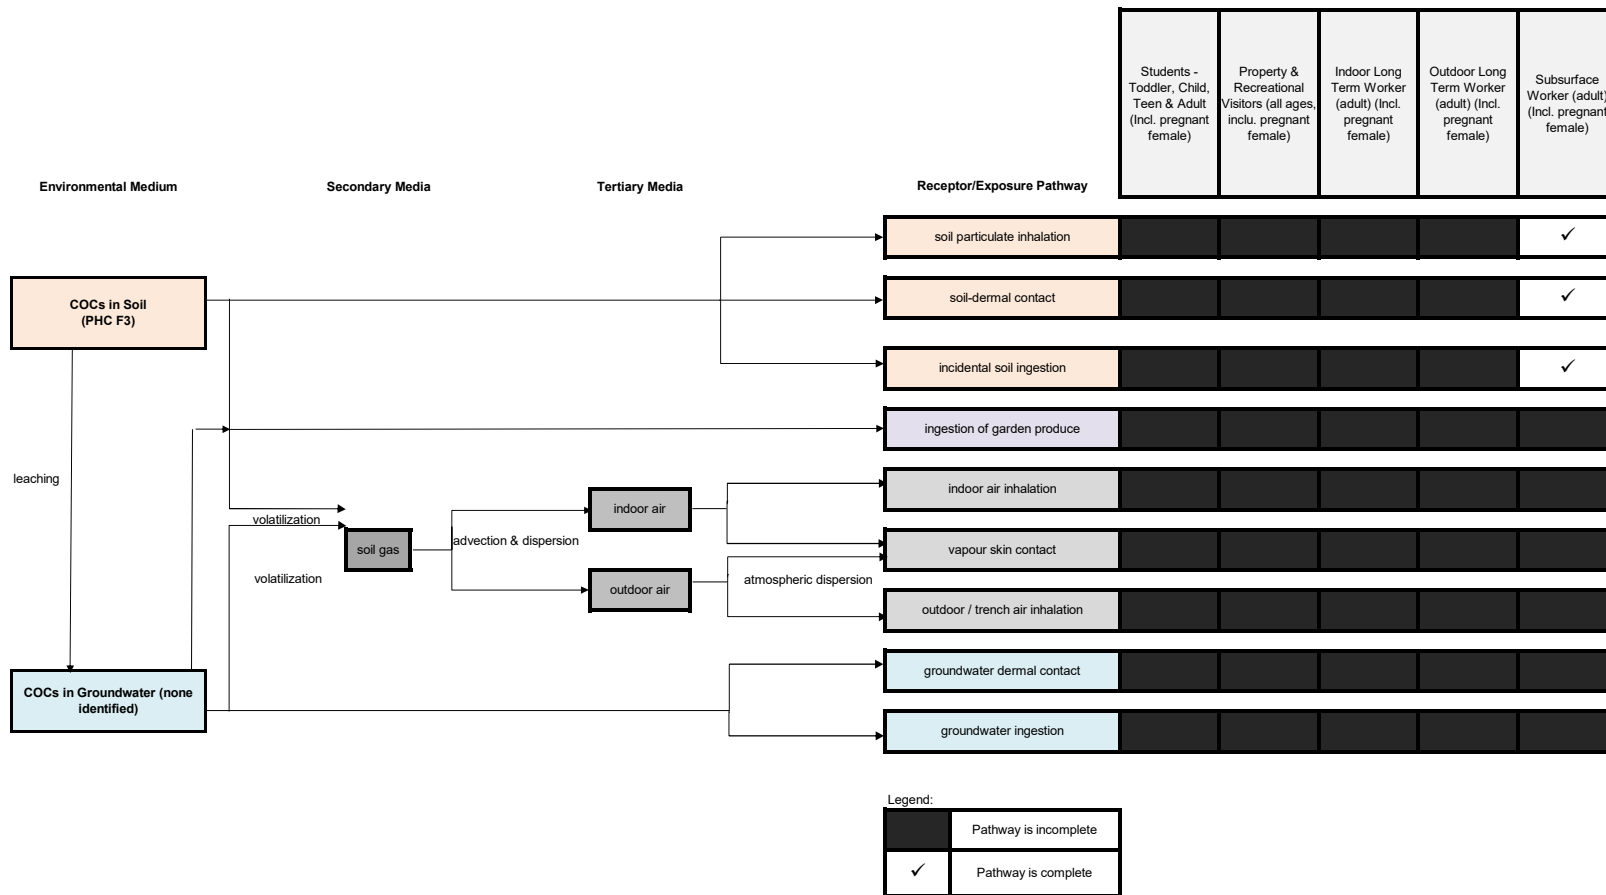 Students -
Toddler, Child,
Teen & Adult
(Incl. pregnant
female)
Property &
Recreational
Visitors (all ages,
inclu. pregnant
female)
Indoor Long
Term Worker
(adult) (Incl.
pregnant
female)
Outdoor Long
Term Worker
(adult) (Incl.
pregnant
female)
Subsurface
Worker (adult)
(Incl. pregnant
female)
Environmental Medium
Secondary Media
Tertiary Media
Receptor/Exposure Pathway
soil particulate inhalation
✓
COCs in Soil
(PHC F3)
soil-dermal contact
✓
incidental soil ingestion
✓
ingestion of garden produce
leaching
indoor air inhalation
indoor air
volatilization
advection & dispersion
soil gas
vapour skin contact
volatilization
atmospheric dispersion
outdoor air
outdoor / trench air inhalation
groundwater dermal contact
COCs in Groundwater (none
identified)
groundwater ingestion
Legend:
Pathway is incomplete
✓ Pathway is complete